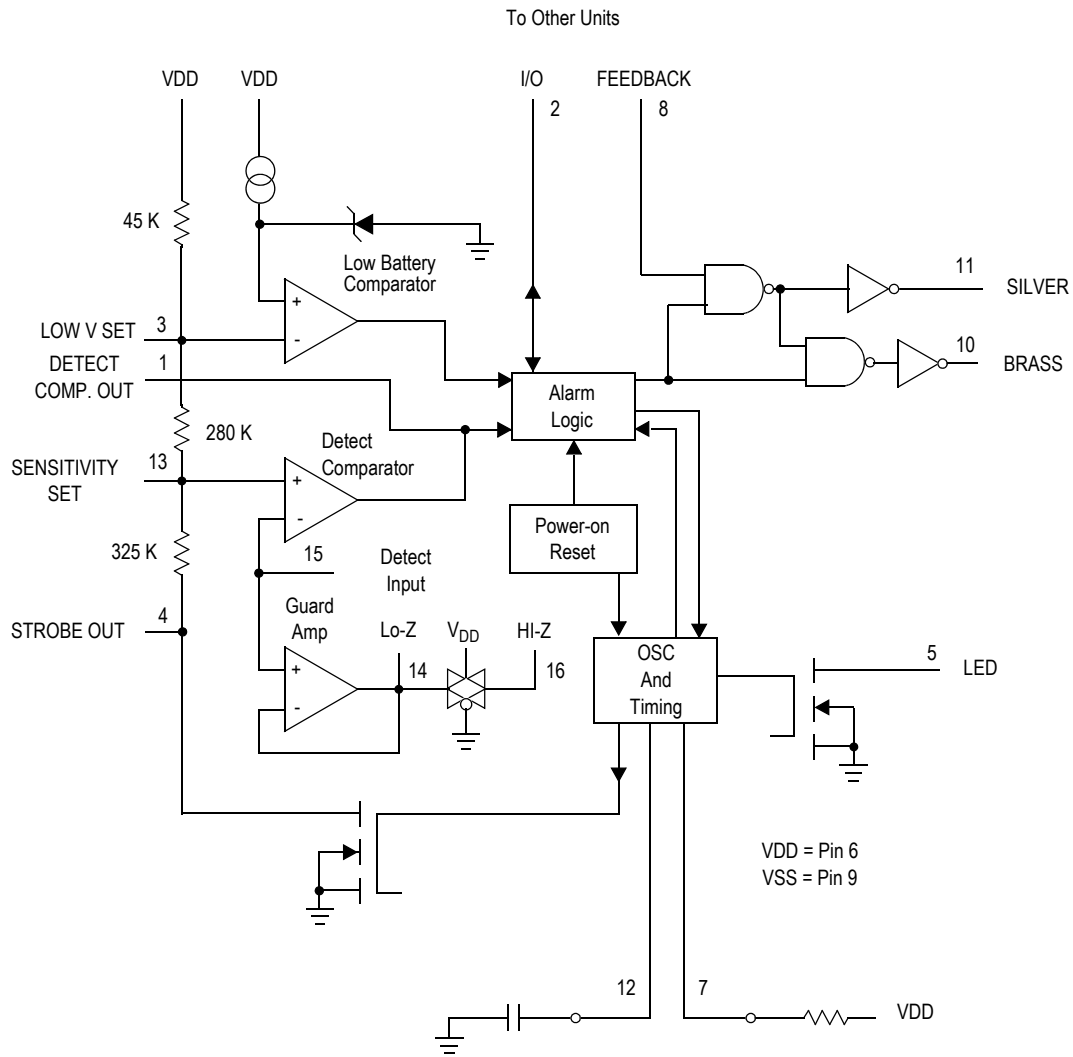 To Other Units
VDD
VDD
I/O
FEEDBACK
2
8
45 K
Low Battery
Comparator
+
-
11
SILVER
3
LOW V SET
1
DETECT
COMP. OUT
10
BRASS
Alarm
Logic
280 K
Detect
Comparator
13
SENSITIVITY
SET
+
-
Power-on
Reset
325 K
15
Detect
Input
4
STROBE OUT
Guard
Amp
Lo-Z
VDD
HI-Z
14
16
+
-
OSC
And
Timing
5
LED
VDD = Pin 6
VSS = Pin 9
12
7
VDD